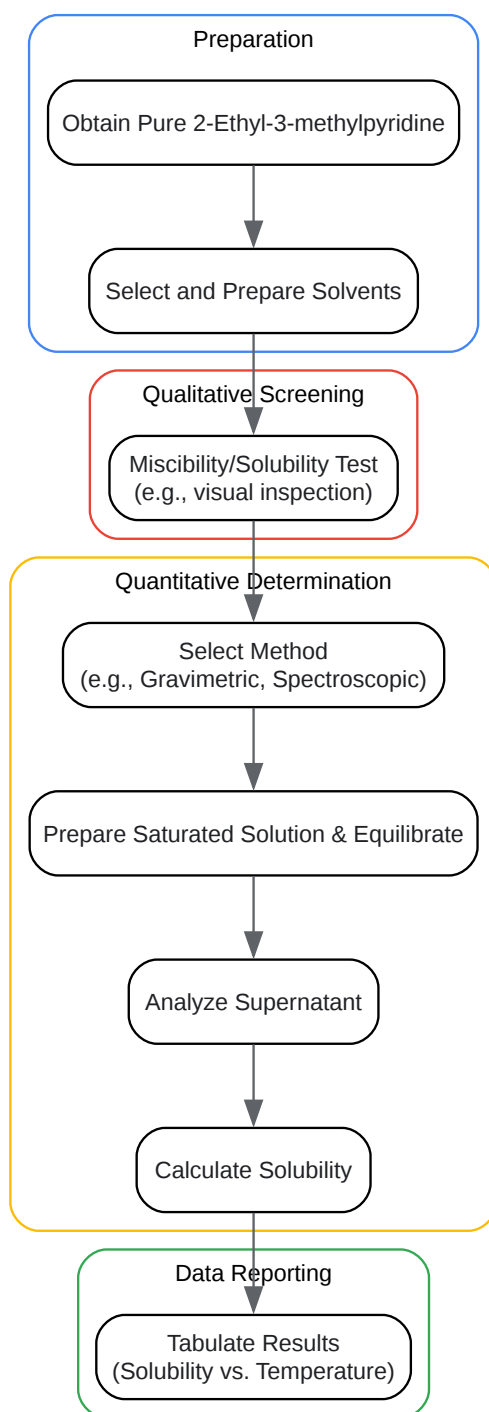 Preparation
Obtain Pure 2-Ethyl-3-methylpyridine
Select and Prepare Solvents
Qualitative Screening
Miscibility/Solubility Test
(e.g., visual inspection)
Quantitative Determination
Select Method
(e.g., Gravimetric, Spectroscopic)
Prepare Saturated Solution & Equilibrate
Analyze Supernatant
Calculate Solubility
Data Reporting
Tabulate Results
(Solubility vs. Temperature)